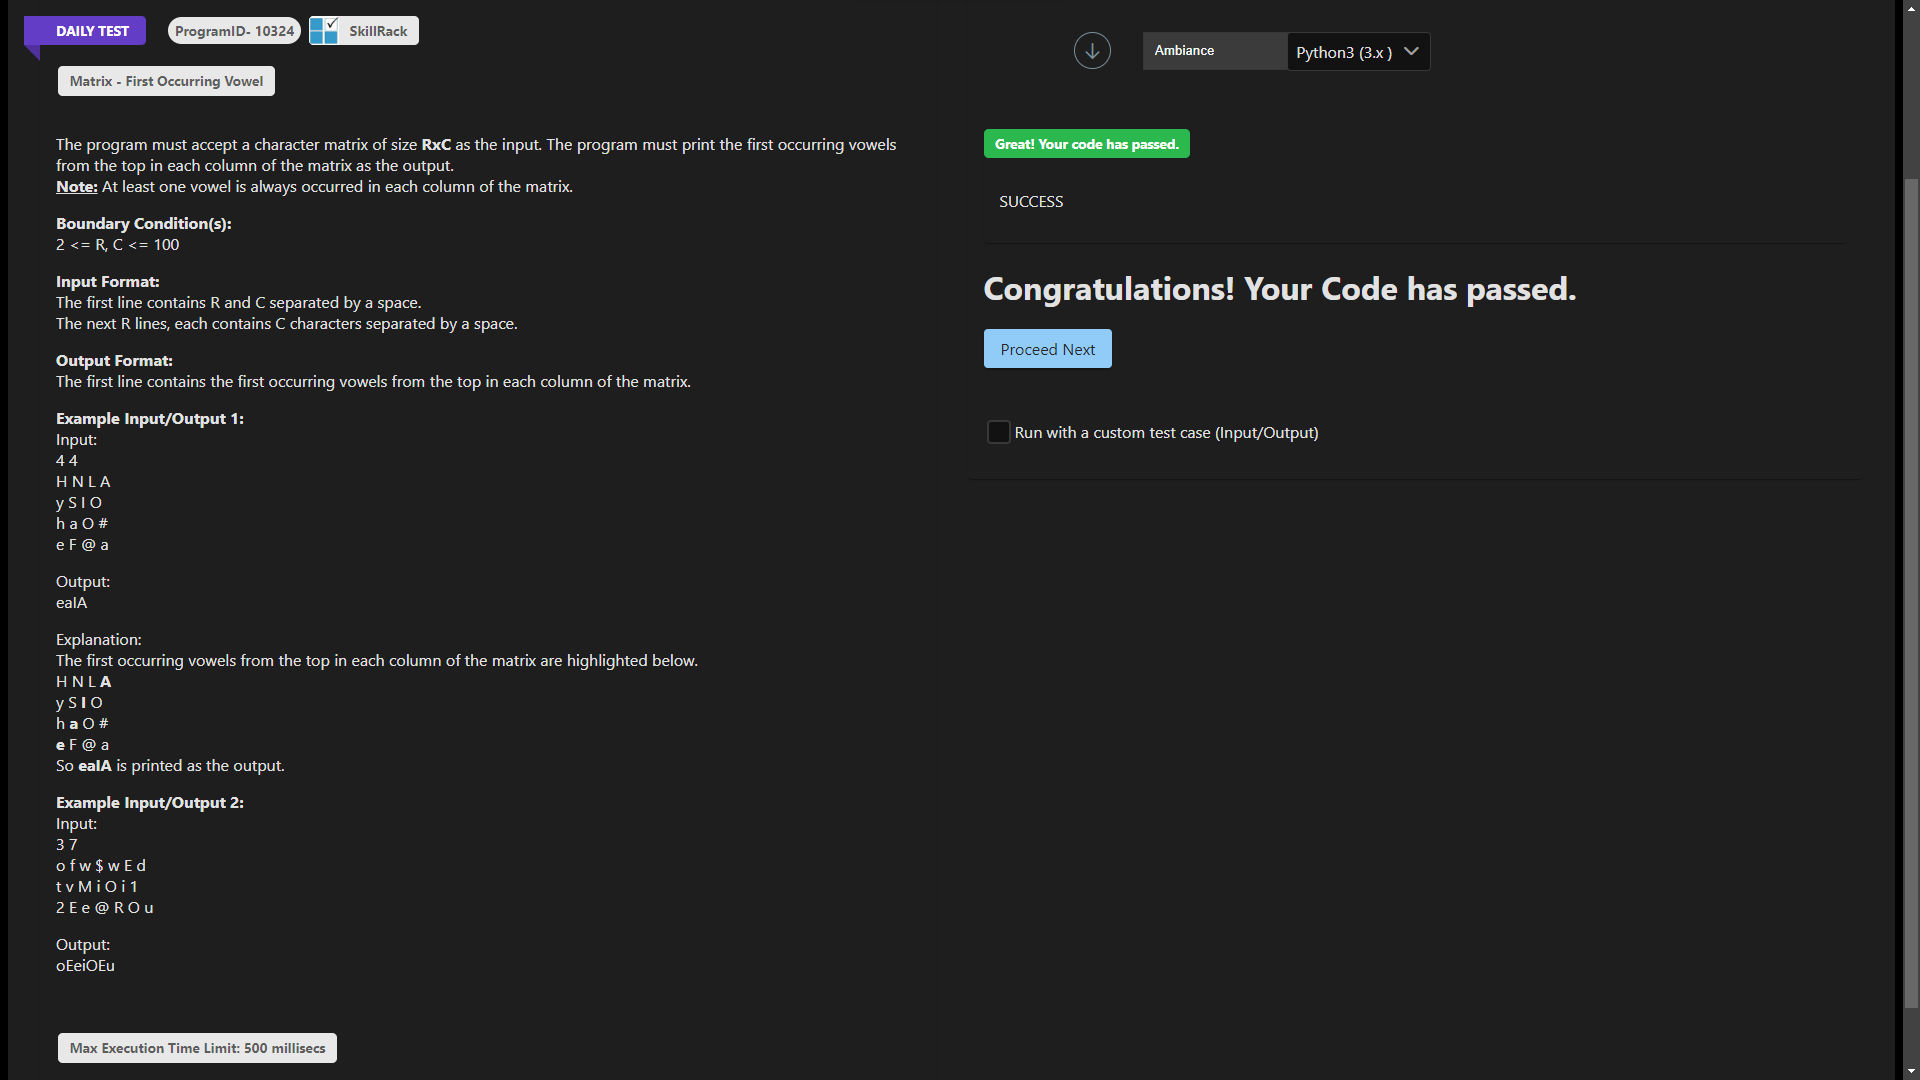 DAILY TEST
ProgramID- 10324
SkillRack
Matrix - First Occurring Vowel
The program must accept a character matrix of size RxC as the input. The program must print the first occurring vowels
from the top in each column of the matrix as the output.
Note: At least one vowel is always occurred in each column of the matrix.
Boundary Condition(s):
2 <= R, C <= 100
Input Format:
The first line contains R and C separated by a space.
The next R lines, each contains C characters separated by a space.
Output Format:
The first line contains the first occurring vowels from the top in each column of the matrix.
Example Input/Output 1:
Input:
4 4
H N L A
y S I O
h a O #
e F @ a
Output:
eaIA
Explanation:
The first occurring vowels from the top in each column of the matrix are highlighted below.
H N L A
y S I O
h a O #
e F @ a
So eaIA is printed as the output.
Example Input/Output 2:
Input:
3 7
o f w $ w E d
t v M i O i 1
2 E e @ R O u
Output:
oEeiOEu
Max Execution Time Limit: 500 millisecs
Ambiance
Python3 (3.x )
Great! Your code has passed.
SUCCESS
Congratulations! Your Code has passed.
Proceed Next
Run with a custom test case (Input/Output)